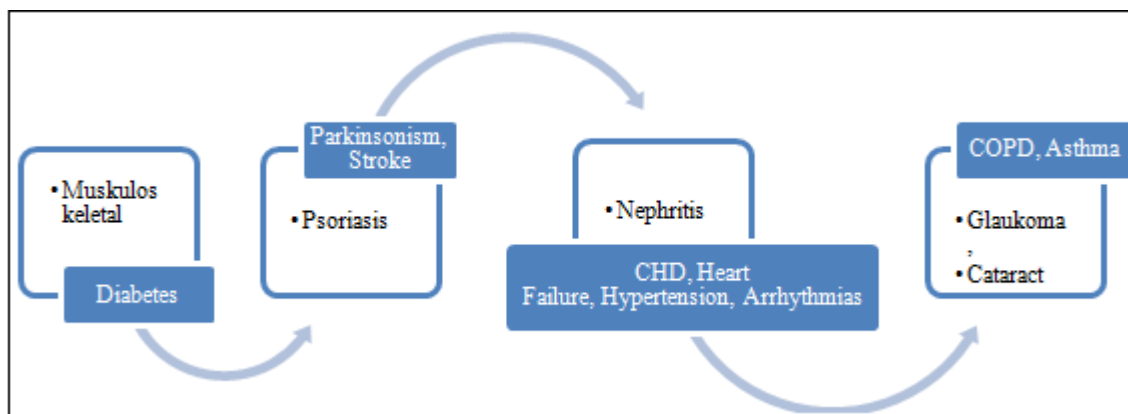 • Muskulos
keletal
Diabetes
Parkinsonism,
Stroke
• Psoriasis
• Nephritis
CHD, Heart
Failure, Hypertension, Arrhythmias
COPD, Asthma
• Glaukoma
,
• Cataract